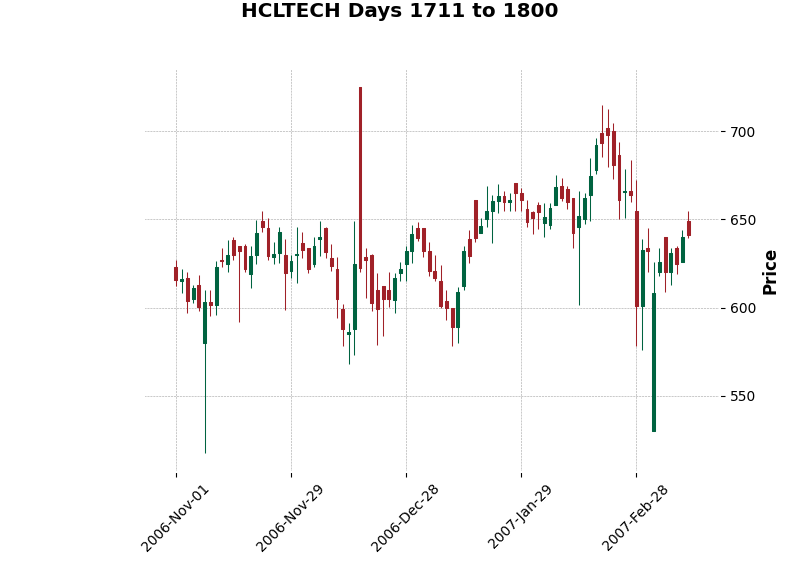 HCLTECH Days 1711 to 1800
700
650
600
550
Price
2006-Nov-01
2006-Nov-29
2006-Dec-28
2007-Jan-29
2007-Feb-28